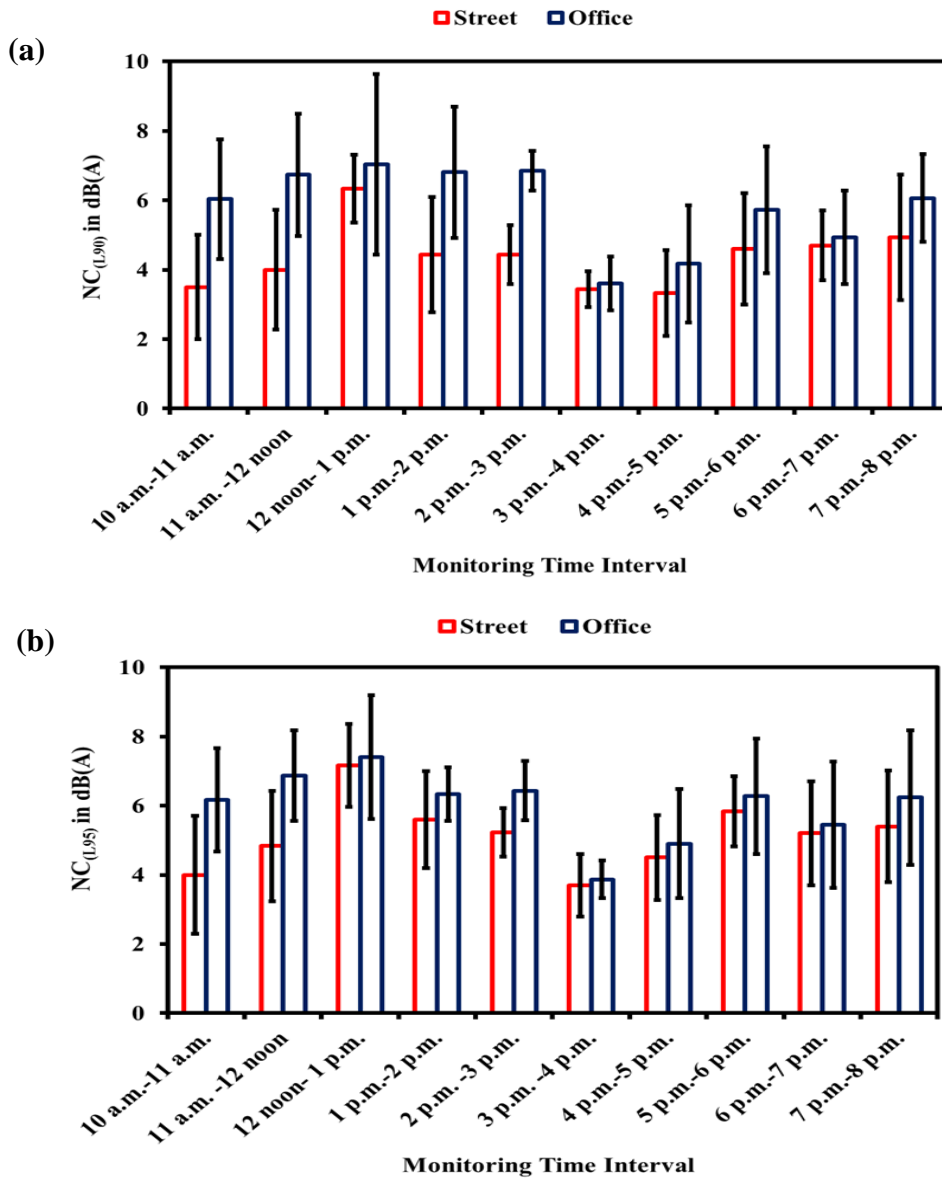 Street Office
(a)
10
8
6
4
2
0
NC(L90) in dB(A)
10 a.m.-11 a.m.
11 a.m. -12 noon
12 noon- 1 p.m.
1 p.m.-2 p.m.
2 p.m. -3 p.m.
3 p.m. -4 p.m.
4 p.m.-5 p.m.
5 p.m.-6 p.m.
6 p.m.-7 p.m.
7 p.m.-8 p.m.
Monitoring Time Interval
Street Office
(b)
10
8
6
4
2
0
NC(L95) in dB(A)
10 a.m.-11 a.m.
11 a.m. -12 noon
12 noon- 1 p.m.
1 p.m.-2 p.m.
2 p.m. -3 p.m.
3 p.m. -4 p.m.
4 p.m.-5 p.m.
5 p.m.-6 p.m.
6 p.m.-7 p.m.
7 p.m.-8 p.m.
Monitoring Time Interval